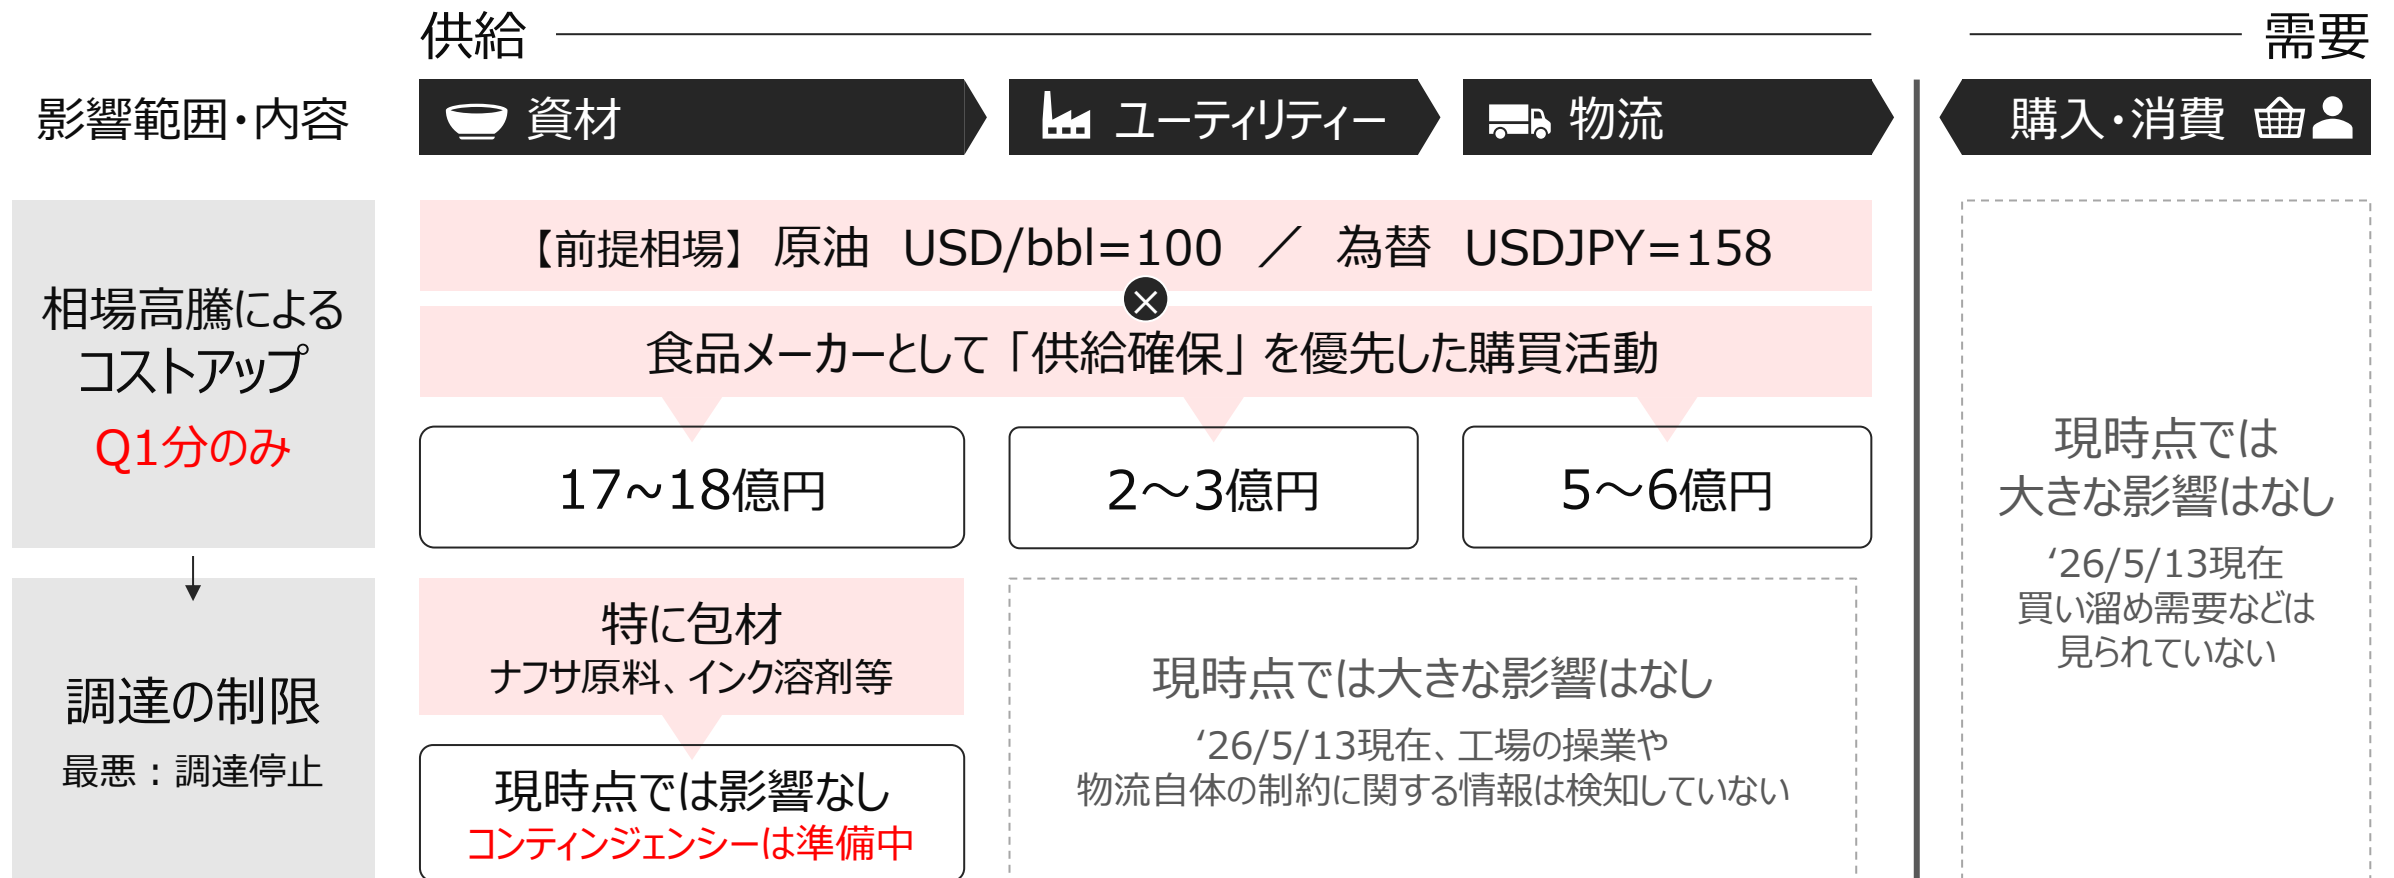 供給
需要
影響範囲・内容
資材
ユーティリティー
物流
購入・消費
相場高騰による
コストアップ
Q1分のみ
【前提相場】 原油 USD/bbl=100 ／ 為替 USDJPY=158
×
食品メーカーとして「供給確保」を優先した購買活動
17~18億円
2～3億円
5～6億円
現時点では
大きな影響はなし
‘26/5/13現在
買い溜め需要などは
見られていない
調達の制限
最悪：調達停止
特に包材
ナフサ原料、インク溶剤等
現時点では影響なし
コンティンジェンシーは準備中
現時点では大きな影響はなし
‘26/5/13現在、工場の操業や
物流自体の制約に関する情報は検知していない